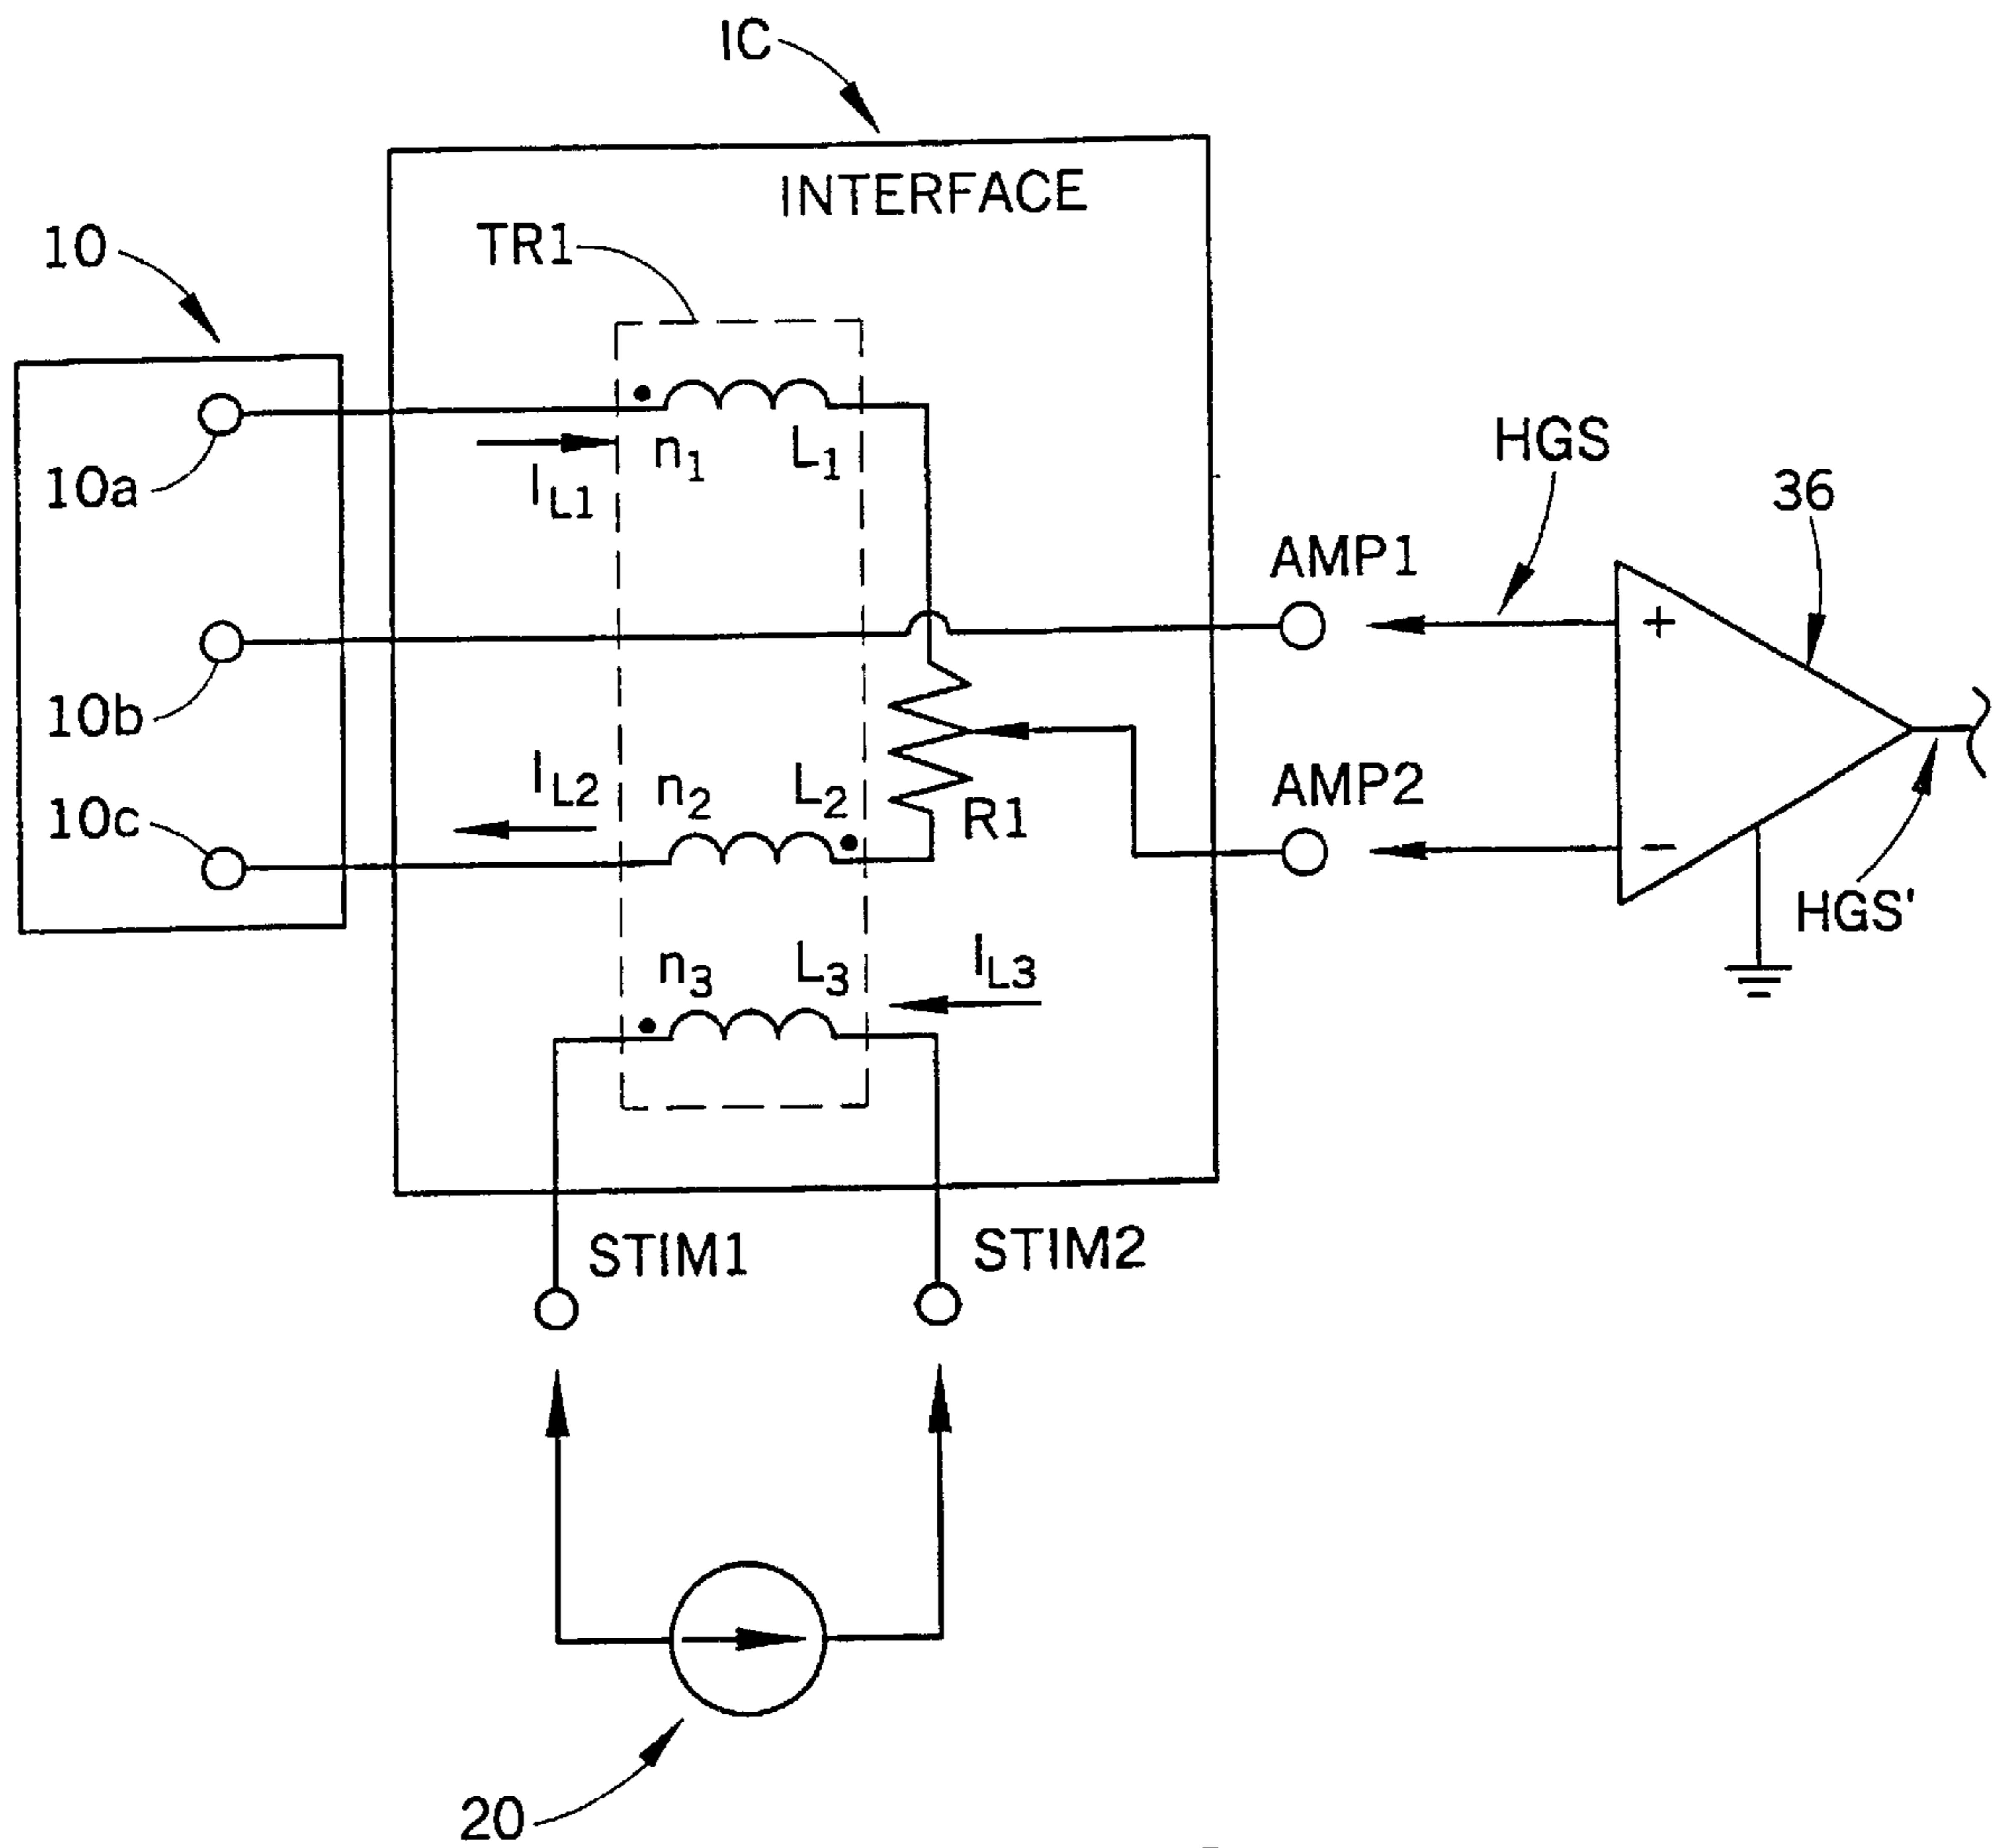 IC
INTERFACE
TR1
10
10a
n1 L1
IL1
HGS
36
AMP1
+
10b
IL2
n2 L2
R1
AMP2
−
10c
HGS'
n3 L3
IL3
STIM1
STIM2
20